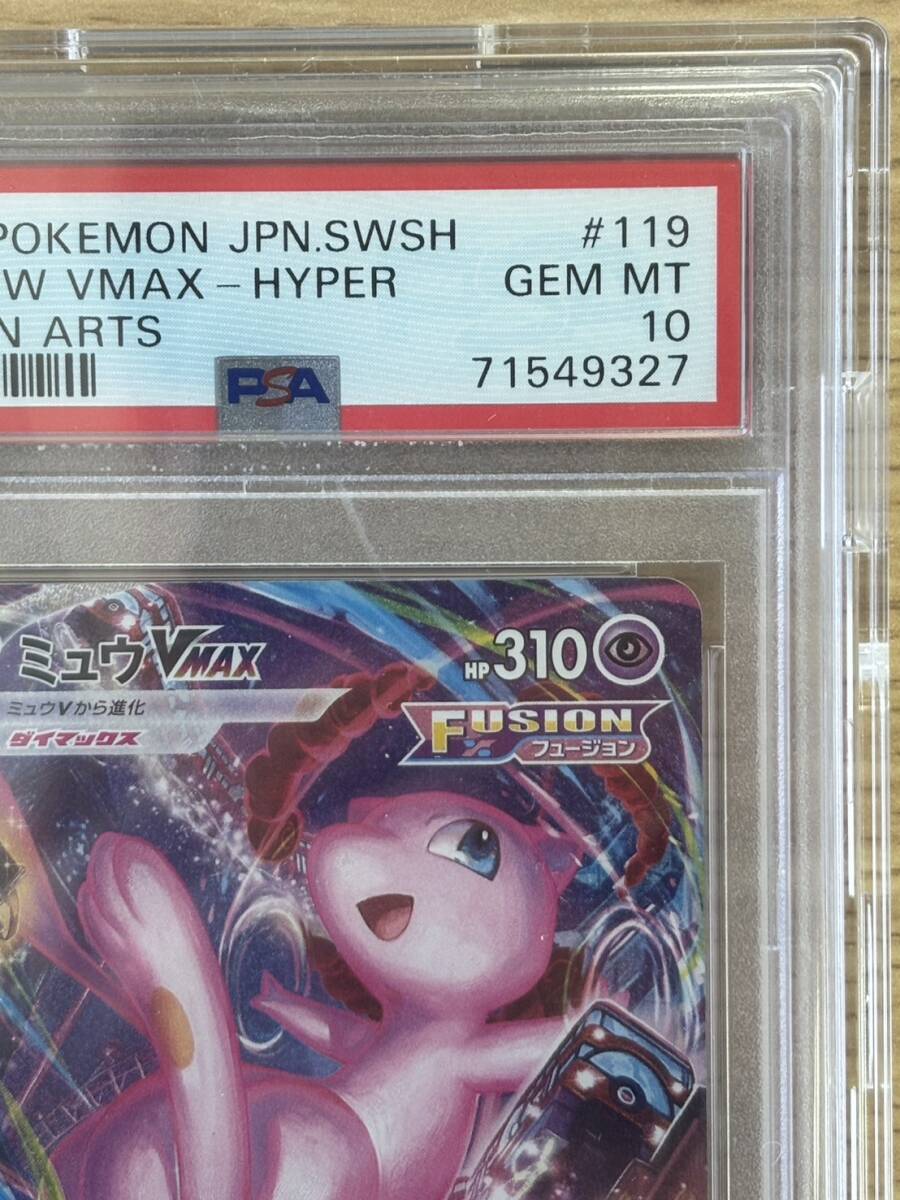 POKEMON JPN.SWSH #119
W VMAX - HYPER GEM MT
N ARTS 10
PSA 71549327
ミュウVMAX HP310
ミュウVから進化
ダイマックス
FUSION
フュージョン